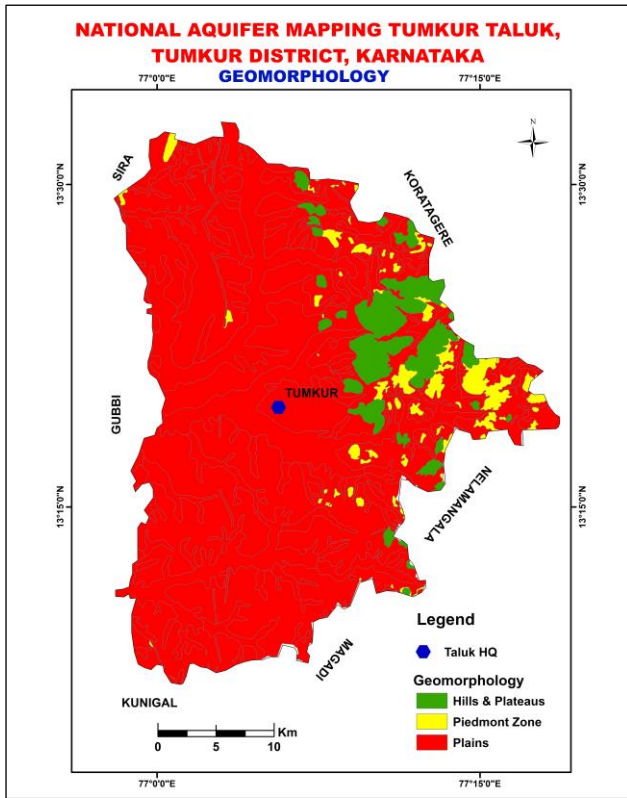 NATIONAL AQUIFER MAPPING TUMKUR TALUK,
TUMKUR DISTRICT, KARNATAKA
GEOMORPHOLOGY
77°0'0"E
77°15'0"E
N
SIRA
13°30'0"N
13°30'0"N
KORATAGERE
TUMKUR
GUBBI
NELAMANGALA
13°15'0"N
13°15'0"N
MAGADI
KUNIGAL
Legend
Taluk HQ
Geomorphology
Hills & Plateaus
Piedmont Zone
Plains
Km
0 5 10
77°0'0"E
77°15'0"E